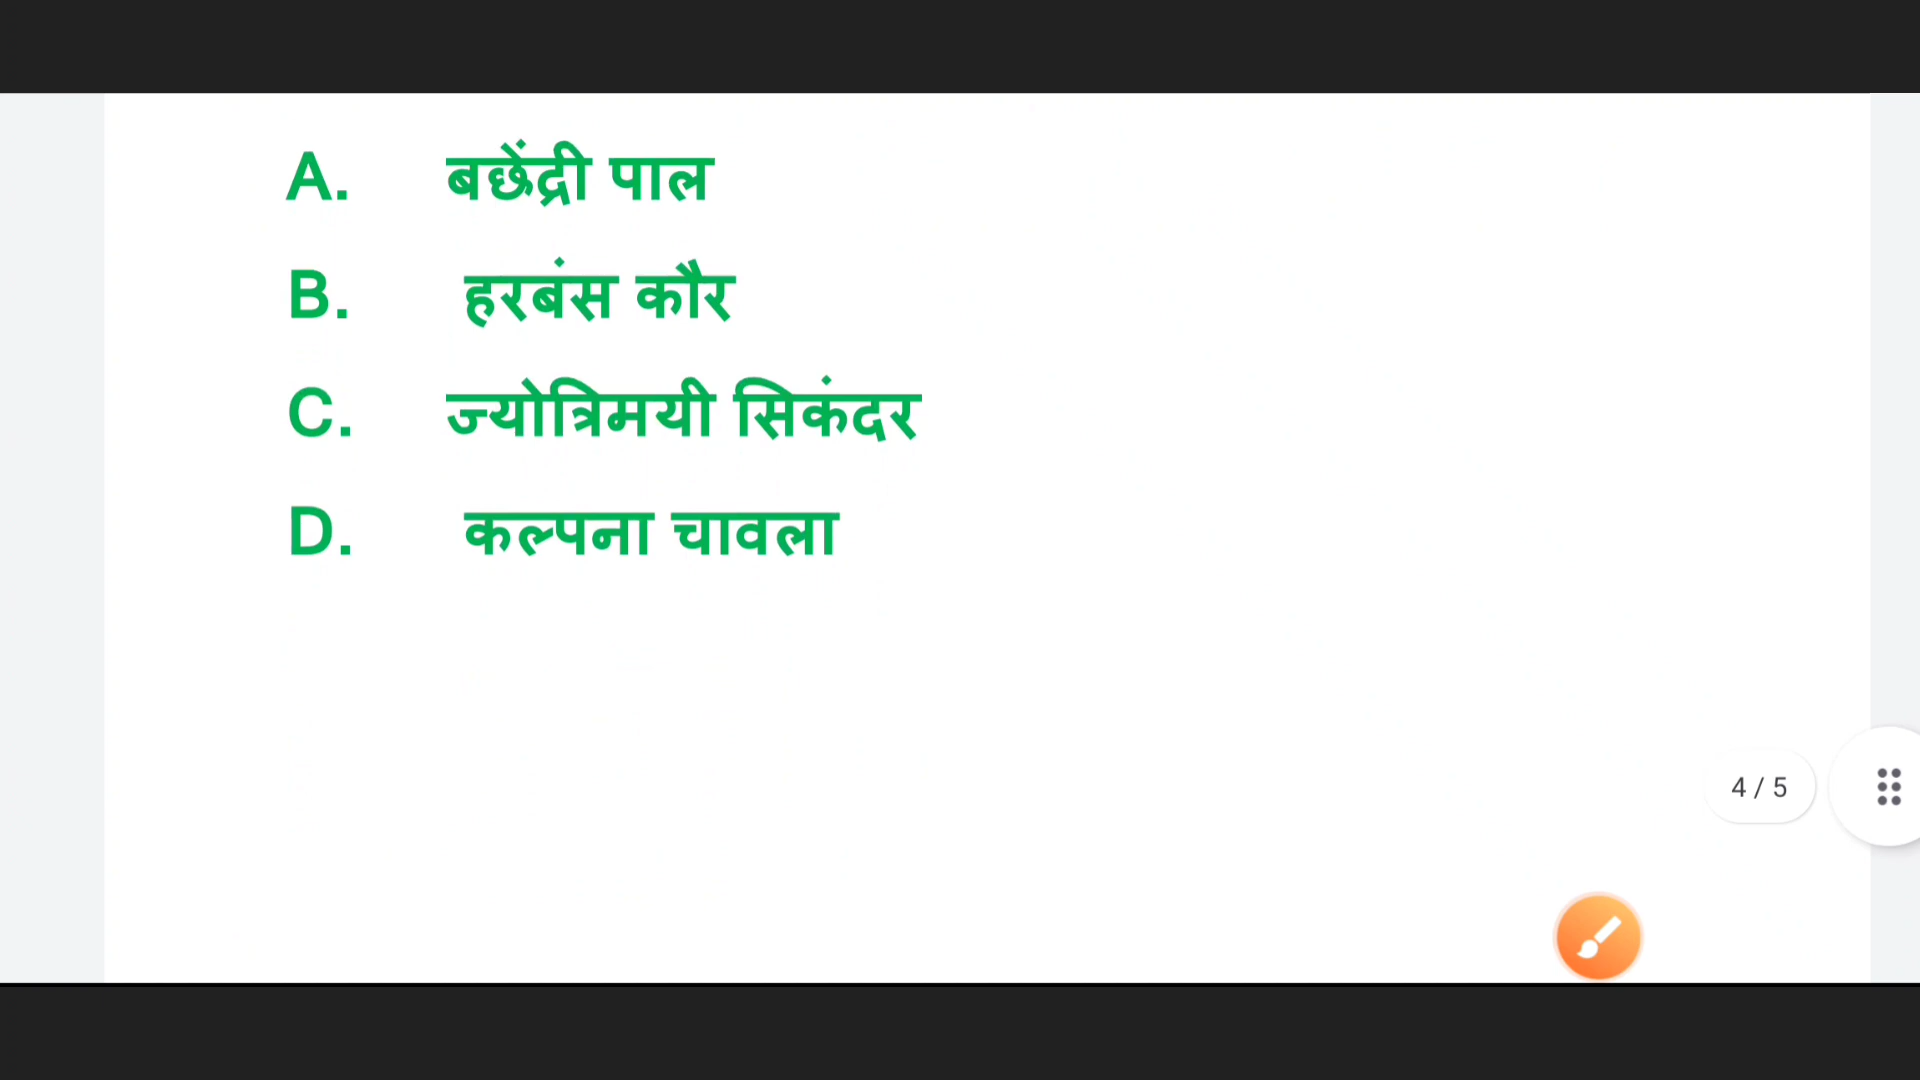 A. बछेंद्री पाल
B. हरबंस कौर
C. ज्योत्रिमयी सिकंदर
D. कल्पना चावला
4 / 5